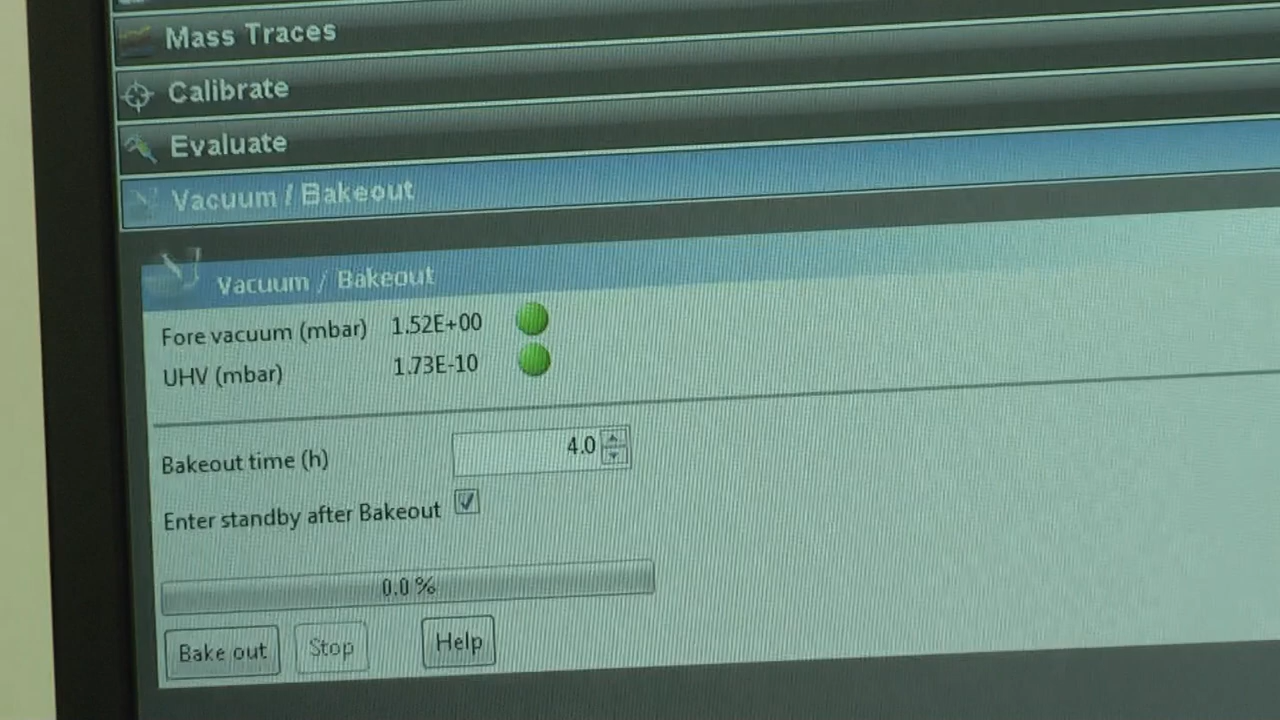 Mass Traces
Calibrate
Evaluate
Vacuum / Bakeout
Vacuum / Bakeout
Fore vacuum (mbar) 1.52E+00
UHV (mbar) 1.73E-10
Bakeout time (h) 4.0
Enter standby after Bakeout
0.0 %
Bake out Stop Help